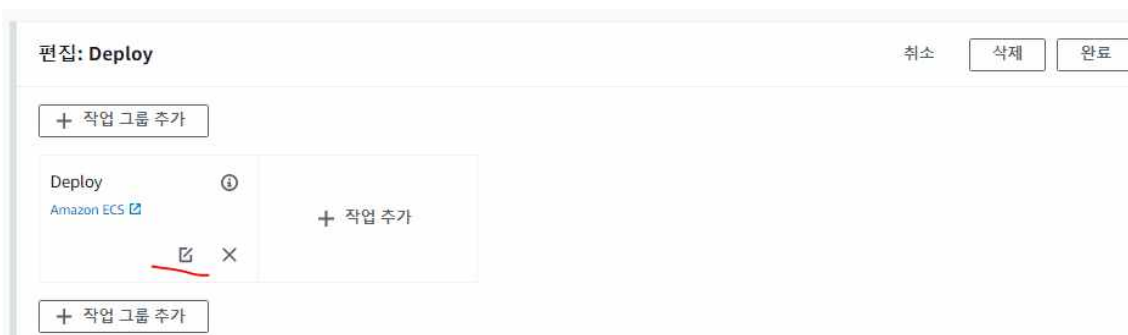 편집: Deploy 취소 삭제 완료
+ 작업 그룹 추가
Deploy
Amazon ECS
+ 작업 추가
+ 작업 그룹 추가